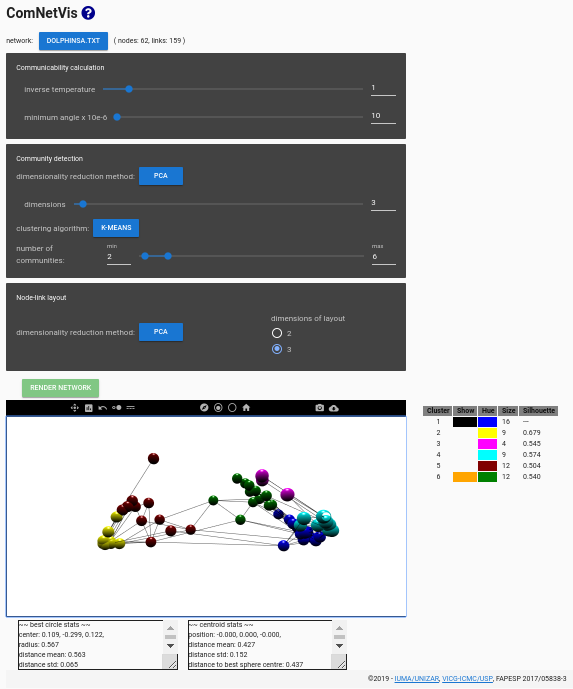 ComNetVis ?
network: DOLPHINSA.TXT ( nodes: 62, links: 159 )
Communicability calculation
inverse temperature 1
minimum angle x 10e-6 10
Community detection
dimensionality reduction method: PCA
dimensions 3
clustering algorithm: K-MEANS
min max
number of communities: 2 6
Node-link layout
dimensions of layout
dimensionality reduction method: PCA
2
3
RENDER NETWORK
Cluster Show Hue Size Silhouette
1 16 ---
2 9 0.679
3 4 0.545
4 9 0.574
5 12 0.504
6 12 0.540
~~ best circle stats ~~
center: 0.109, -0.299, 0.122,
radius: 0.567
distance mean: 0.563
distance std: 0.065
~~ centroid stats ~~
position: -0.000, 0.000, -0.000,
distance mean: 0.427
distance std: 0.152
distance to best sphere centre: 0.437
©2019 - IUMA/UNIZAR, VICG-ICMC/USP, FAPESP 2017/05838-3